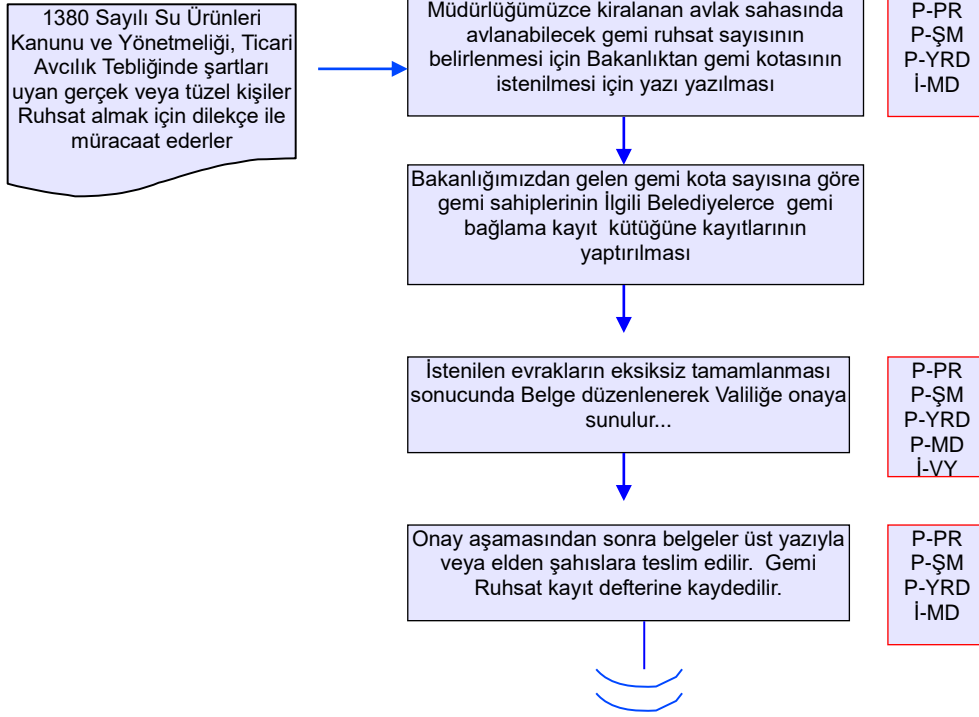 1380 Sayılı Su Ürünleri
Kanunu ve Yönetmeliği, Ticari
Avcılık Tebliğinde şartları
uyan gerçek veya tüzel kişiler
Ruhsat almak için dilekçe ile
müracaat ederler
Müdürlüğümüzce kiralanan avlak sahasında
avlanabilecek gemi ruhsat sayısının
belirlenmesi için Bakanlıktan gemi kotasının
istenilmesi için yazı yazılması
P-PR
P-ŞM
P-YRD
İ-MD
Bakanlığımızdan gelen gemi kota sayısına göre
gemi sahiplerinin İlgili Belediyelerce gemi
bağlama kayıt kütüğüne kayıtlarının
yaptırılması
İstenilen evrakların eksiksiz tamamlanması
sonucunda Belge düzenlenerek Valiliğe onaya
sunulur...
P-PR
P-ŞM
P-YRD
P-MD
İ-VY
Onay aşamasından sonra belgeler üst yazıyla
veya elden şahıslara teslim edilir. Gemi
Ruhsat kayıt defterine kaydedilir.
P-PR
P-ŞM
P-YRD
İ-MD